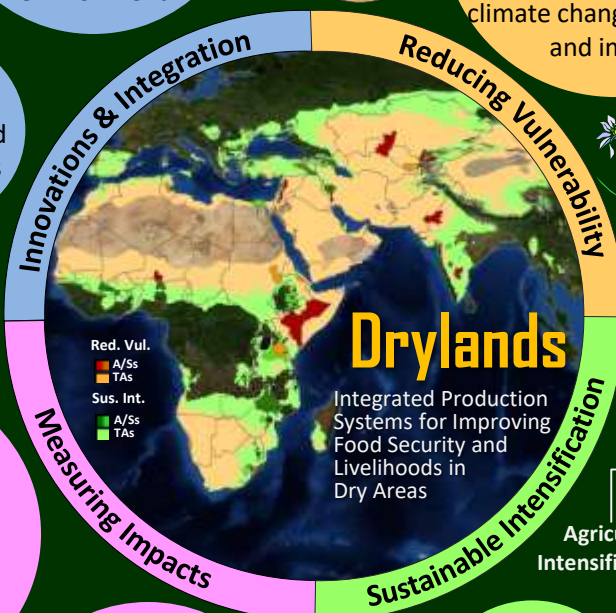 climate chang
and in
Innovations & Integration
Reducing Vulnerability
Drylands
Integrated Production
Systems for Improving
Food Security and
Livelihoods in
Dry Areas
Red. Vul.
A/Ss
TAs
Sus. Int.
A/Ss
TAs
Measuring Impacts
Sustainable Intensification
Agricu
Intensifi